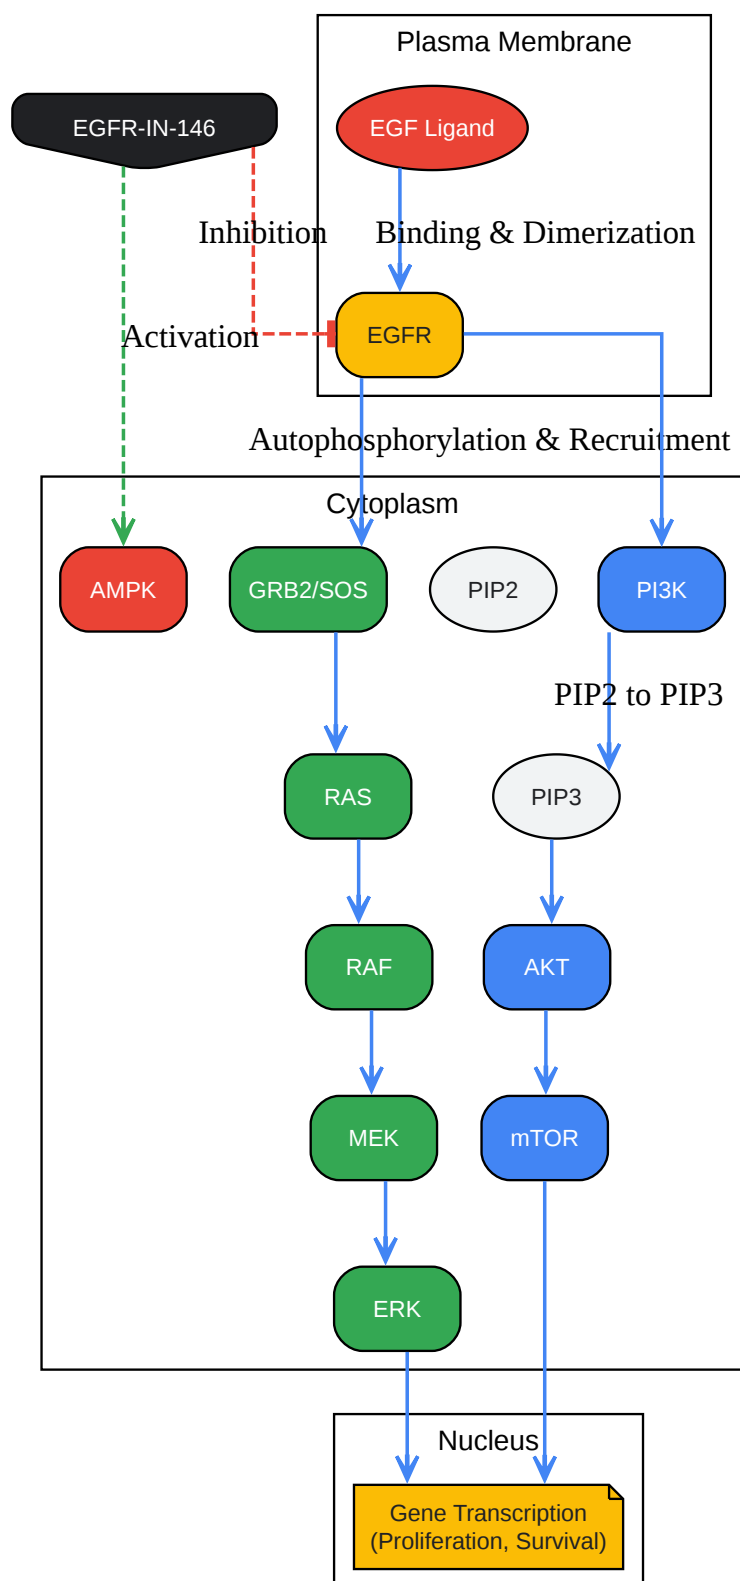 Plasma Membrane
EGFR-IN-146
EGF Ligand
Inhibition
Binding & Dimerization
Activation
EGFR
Autophosphorylation & Recruitment
Cytoplasm
AMPK
GRB2/SOS
PIP2
PI3K
PIP2 to PIP3
RAS
PIP3
RAF
AKT
MEK
mTOR
ERK
Nucleus
Gene Transcription
(Proliferation, Survival)